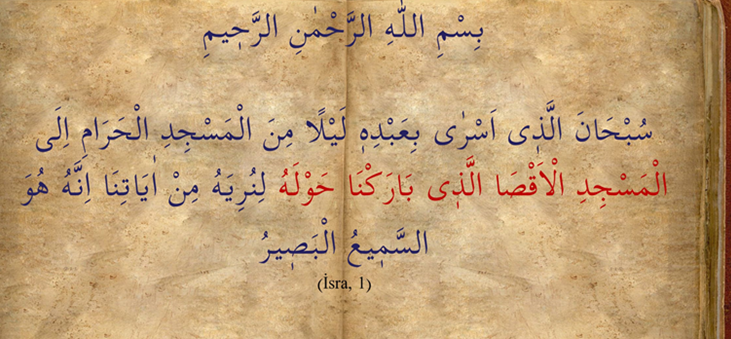 بِسْمِ اللّٰهِ الرَّحْمٰنِ الرَّحٖيمِ
سُبْحَانَ الَّذٖى اَسْرٰى بِعَبْدِهٖ لَيْلًا مِنَ الْمَسْجِدِ الْحَرَامِ اِلَى
الْمَسْجِدِ الْاَقْصَا الَّذٖى بَارَكْنَا حَوْلَهُ لِنُرِيَهُ مِنْ اٰيَاتِنَا اِنَّهُ هُوَ
السَّمٖيعُ الْبَصٖيرُ
(İsra, 1)